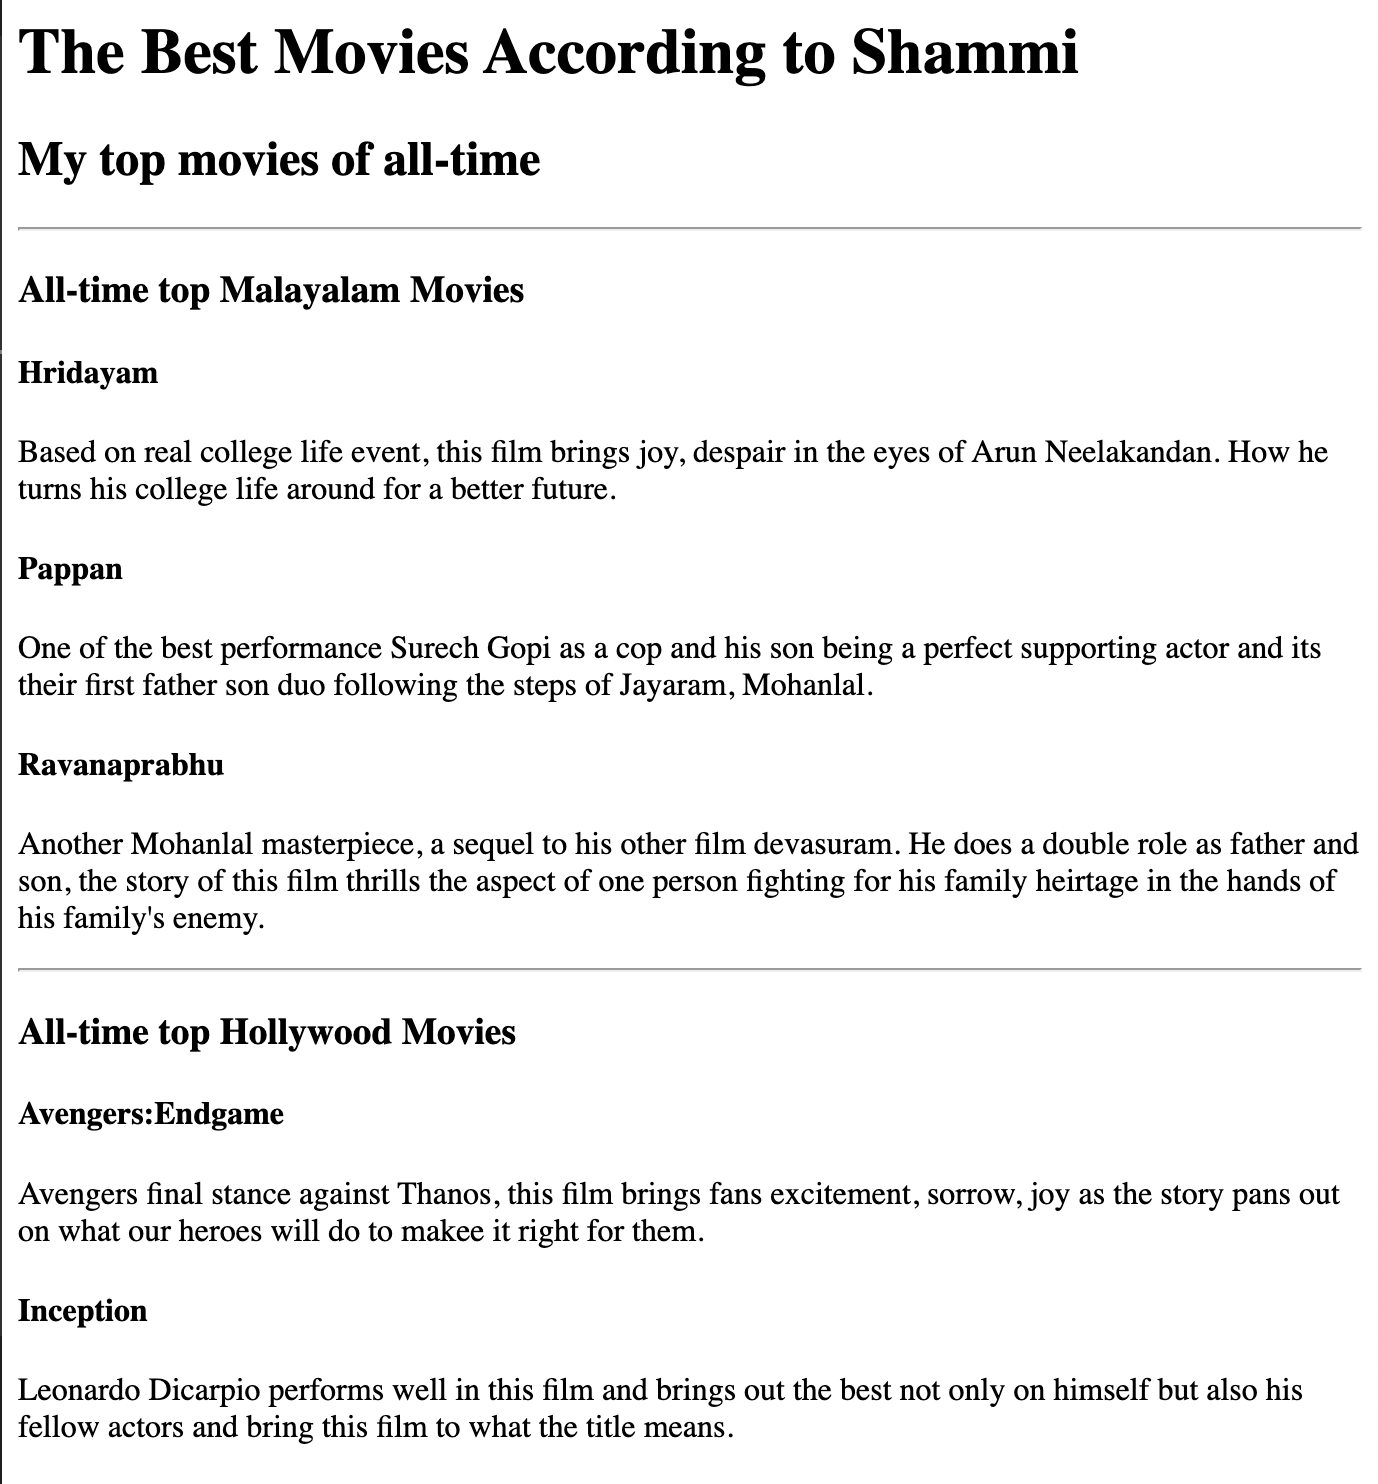 The Best Movies According to Shammi
My top movies of all-time
All-time top Malayalam Movies
Hridayam
Based on real college life event, this film brings joy, despair in the eyes of Arun Neelakandan. How he
turns his college life around for a better future.
Pappan
One of the best performance Surech Gopi as a cop and his son being a perfect supporting actor and its
their first father son duo following the steps of Jayaram, Mohanlal.
Ravanaprabhu
Another Mohanlal masterpiece, a sequel to his other film devasuram. He does a double role as father and
son, the story of this film thrills the aspect of one person fighting for his family heirtage in the hands of
his family's enemy.
All-time top Hollywood Movies
Avengers:Endgame
Avengers final stance against Thanos, this film brings fans excitement, sorrow, joy as the story pans out
on what our heroes will do to makee it right for them.
Inception
Leonardo Dicarpio performs well in this film and brings out the best not only on himself but also his
fellow actors and bring this film to what the title means.